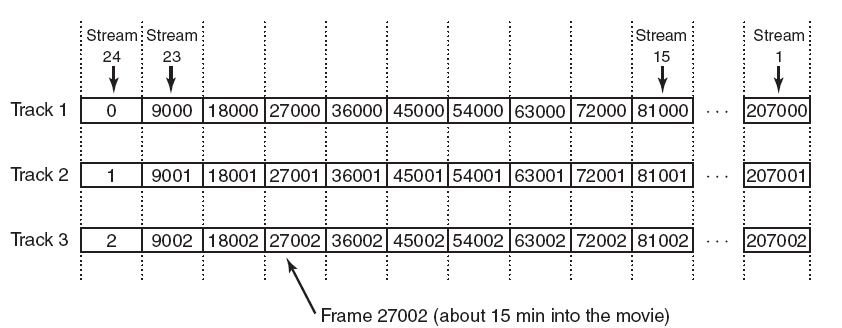 Stream Stream Stream Stream
24 23 15 1
Track 1 0 9000 18000 27000 36000 45000 54000 63000 72000 81000 . . . 207000
Track 2 1 9001 18001 27001 36001 45001 54001 63001 72001 81001 . . . 207001
Track 3 2 9002 18002 27002 36002 45002 54002 63002 72002 81002 . . . 207002
Frame 27002 (about 15 min into the movie)